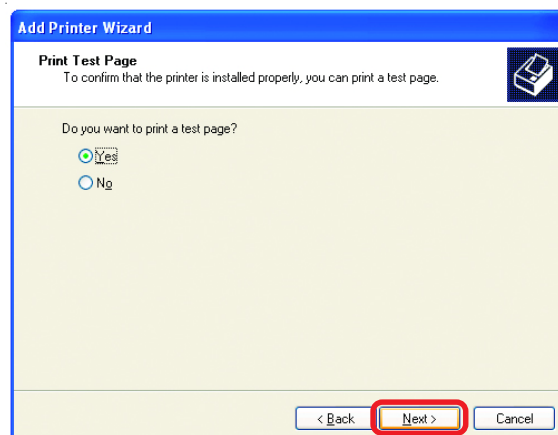 Add Printer Wizard
Print Test Page
To confirm that the printer is installed properly, you can print a test page.
Do you want to print a test page?
Yes
No
< Back
Next >
Cancel